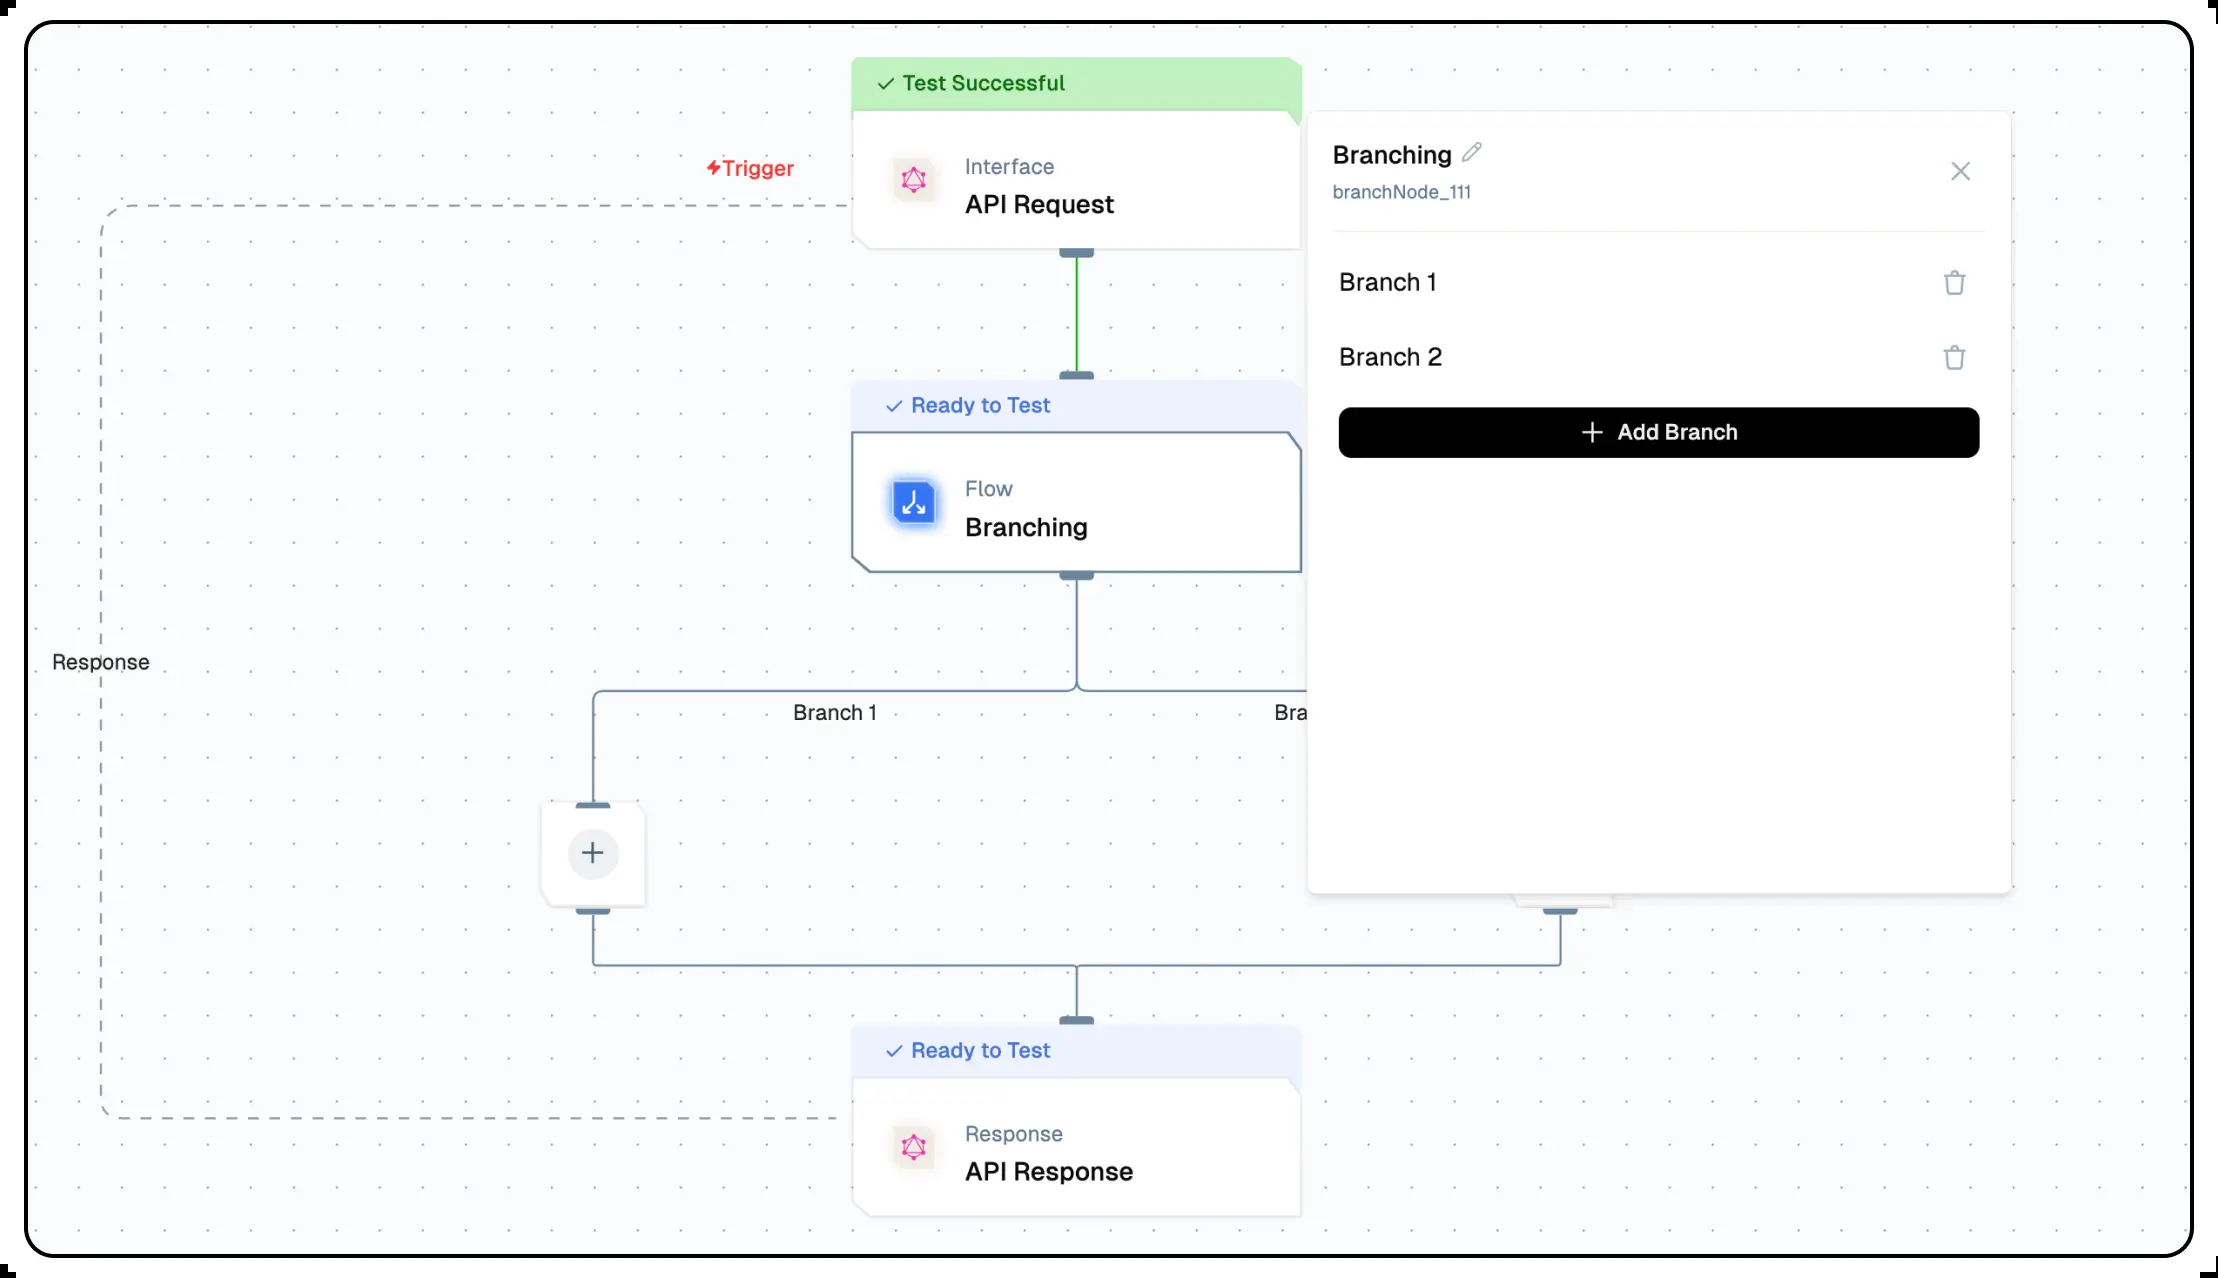 Test Successful
Trigger
Interface
API Request
Ready to Test
Flow
Branching
Response
Branch 1
Bra
Ready to Test
Response
API Response
Branching
branchNode_111
Branch 1
Branch 2
Add Branch